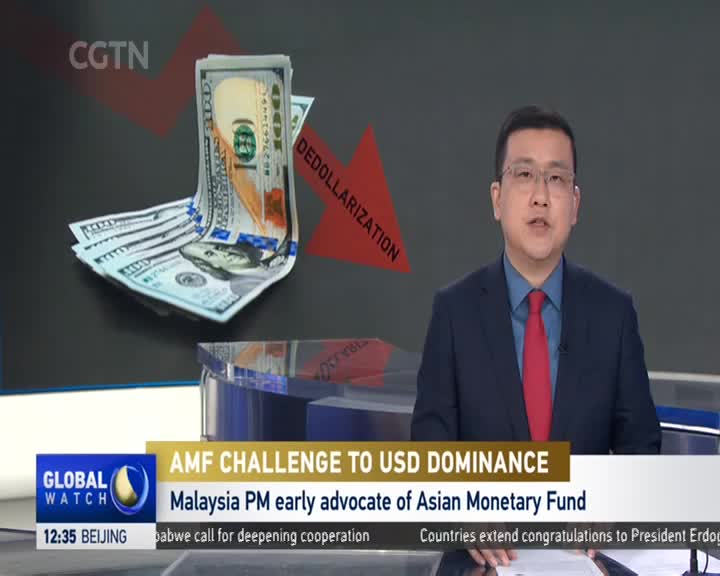 CGTN
DEDOLLARIZATION
100
AMF CHALLENGE TO USD DOMINANCE
GLOBAL
WATCH
Malaysia PM early advocate of Asian Monetary Fund
12:35 BEIJING
babwe call for deepening cooperation Countries extend congratulations to President Erdog